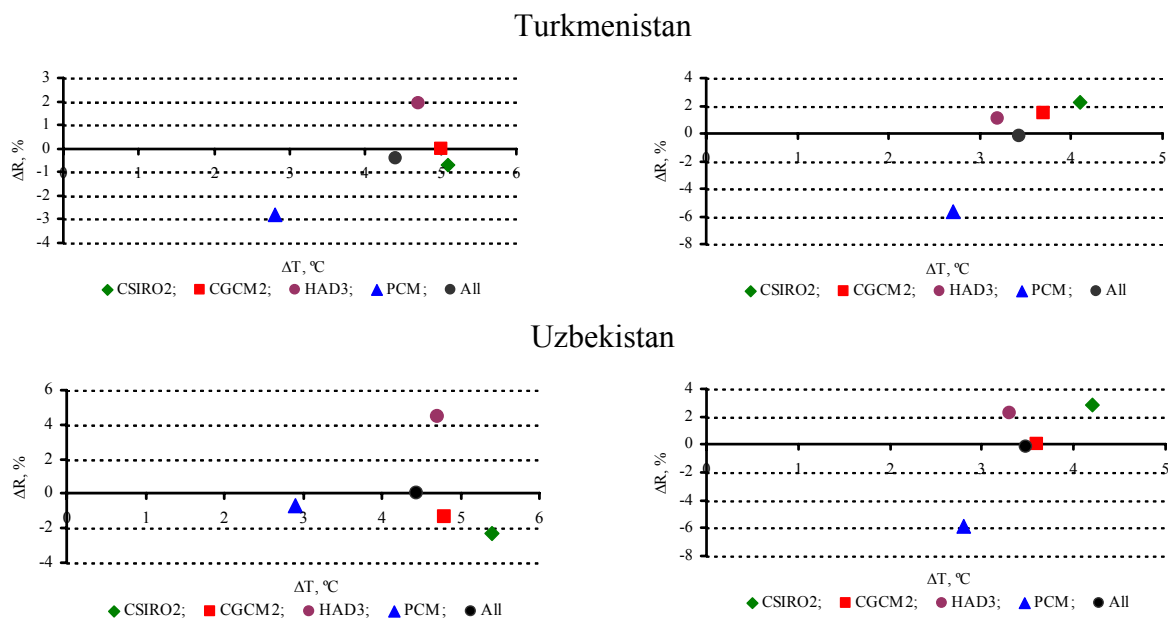 Turkmenistan
3
2
1
0
-1
-2
-3
-4
0 1 2 3 4 5 6
ΔR, %
ΔT, ºC
CSIRO2; CGCM2; HAD3; PCM; All
4
2
0
-2
-4
-6
-8
0 1 2 3 4 5
ΔR, %
ΔT, ºC
CSIRO2; CGCM2; HAD3; PCM; All
Uzbekistan
6
4
2
0
-2
-4
0 1 2 3 4 5 6
ΔR, %
ΔT, ºC
CSIRO2; CGCM2; HAD3; PCM; All
4
2
0
-2
-4
-6
-8
0 1 2 3 4 5
ΔR, %
ΔT, ºC
CSIRO2; CGCM2; HAD3; PCM; All